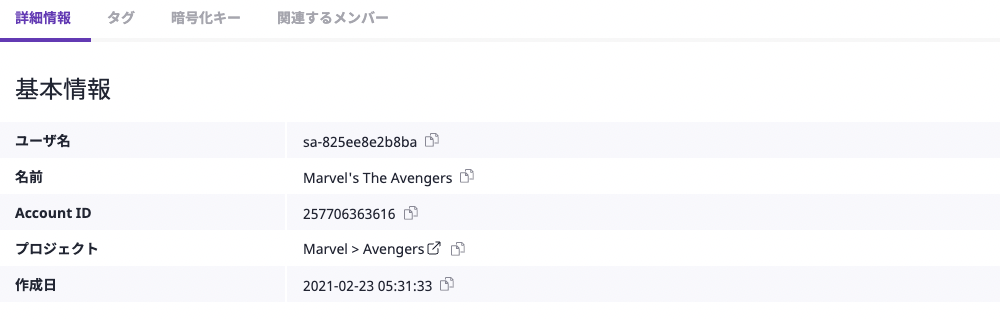 詳細情報 タグ 暗号化キー 関連するメンバー
基本情報
ユーザ名 sa-825ee8e2b8ba
名前 Marvel's The Avengers
Account ID 257706363616
プロジェクト Marvel > Avengers
作成日 2021-02-23 05:31:33